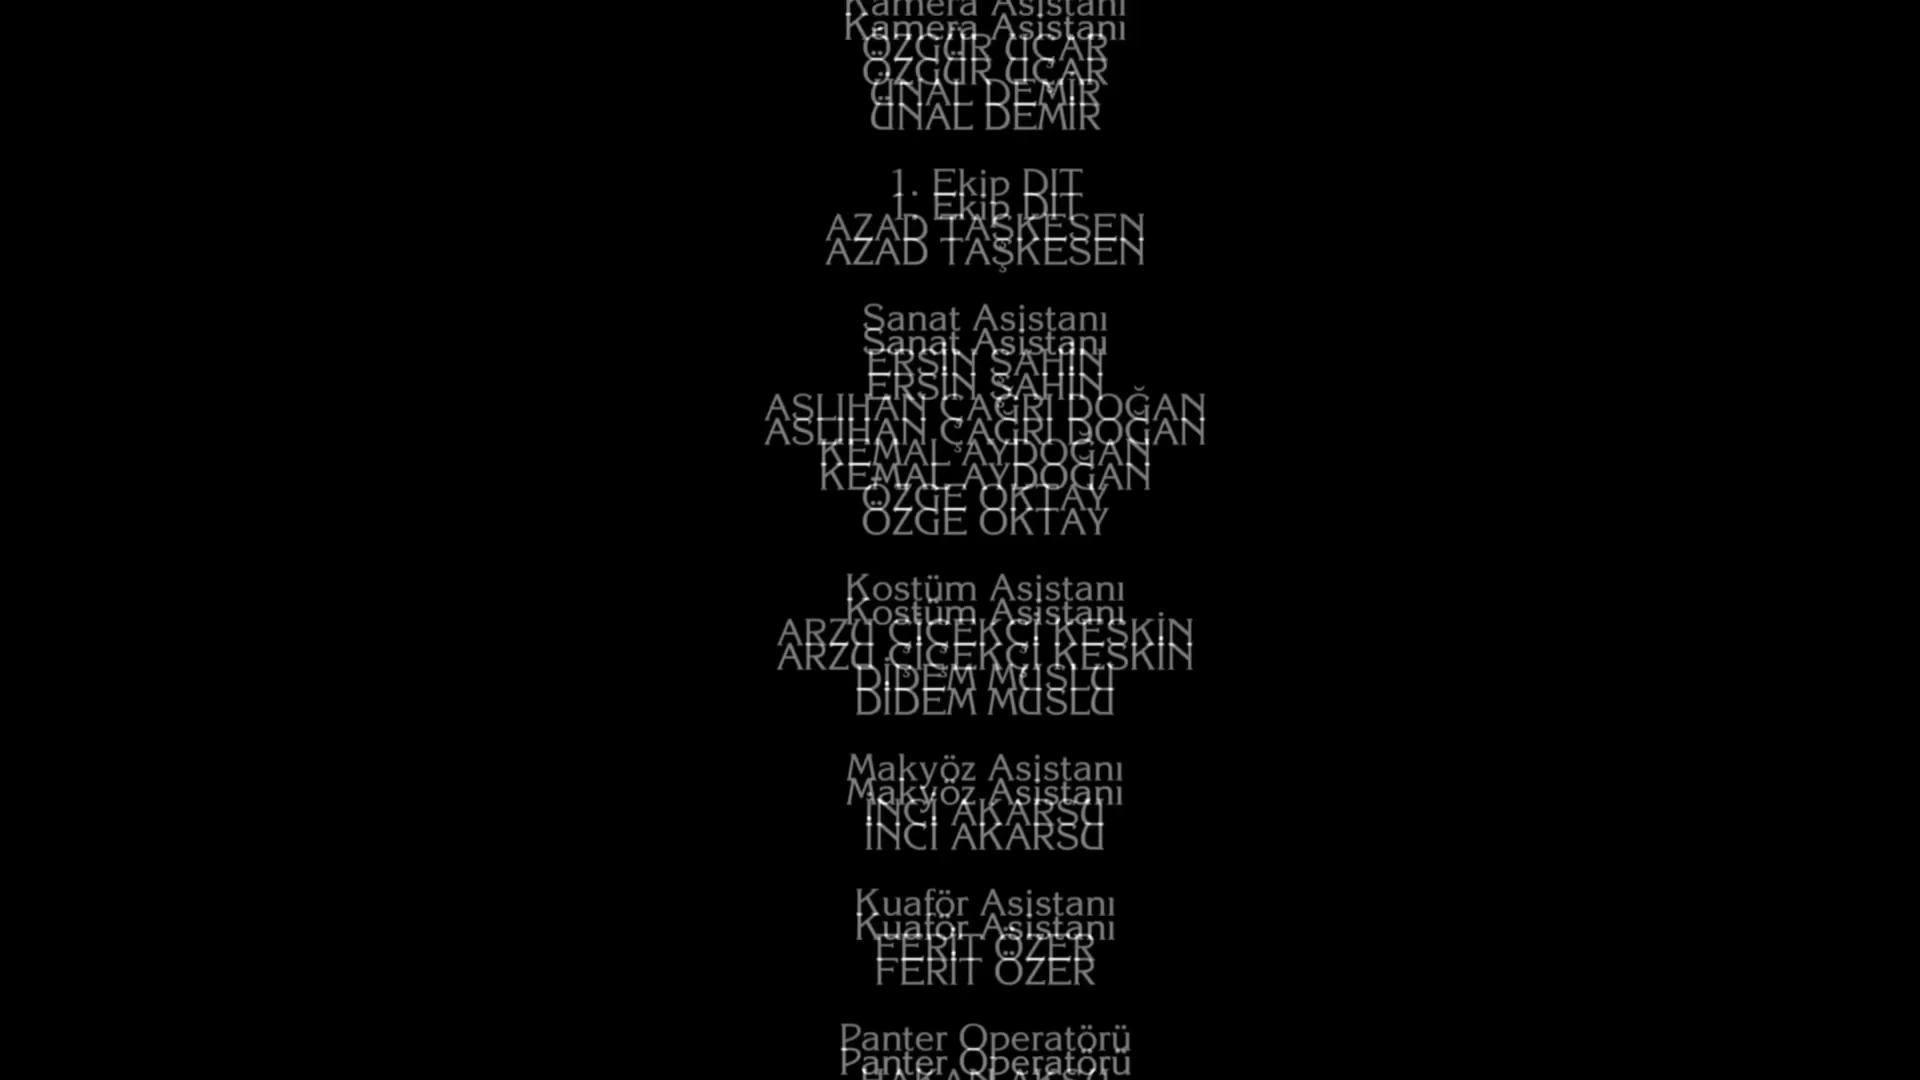 Kamera Asistanı
ÖZGÜR UÇAR
ÜNAL DEMİR
1. Ekip DIT
AZAD TAŞKESEN
Sanat Asistanı
ERSİN ŞAHİN
ASLIHAN ÇAĞRI DOĞAN
KEMAL AYDOĞAN
ÖZGE OKTAY
Kostüm Asistanı
ARZU ÇİÇEKÇİ KESKİN
DİDEM MUSLU
Makyöz Asistanı
İNCİ AKARSU
Kuaför Asistanı
FERİT ÖZER
Panter Operatörü
HAKAN AKSU